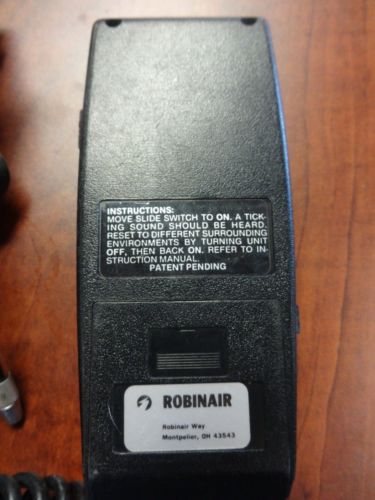 INSTRUCTIONS:
MOVE SLIDE SWITCH TO ON. A TICK-
ING SOUND SHOULD BE HEARD.
RESET TO DIFFERENT SURROUNDING
ENVIRONMENTS BY TURNING UNIT
OFF, THEN BACK ON. REFER TO IN-
STRUCTION MANUAL.
PATENT PENDING
ROBINAIR
Robinair Way
Montpelier, OH 43543